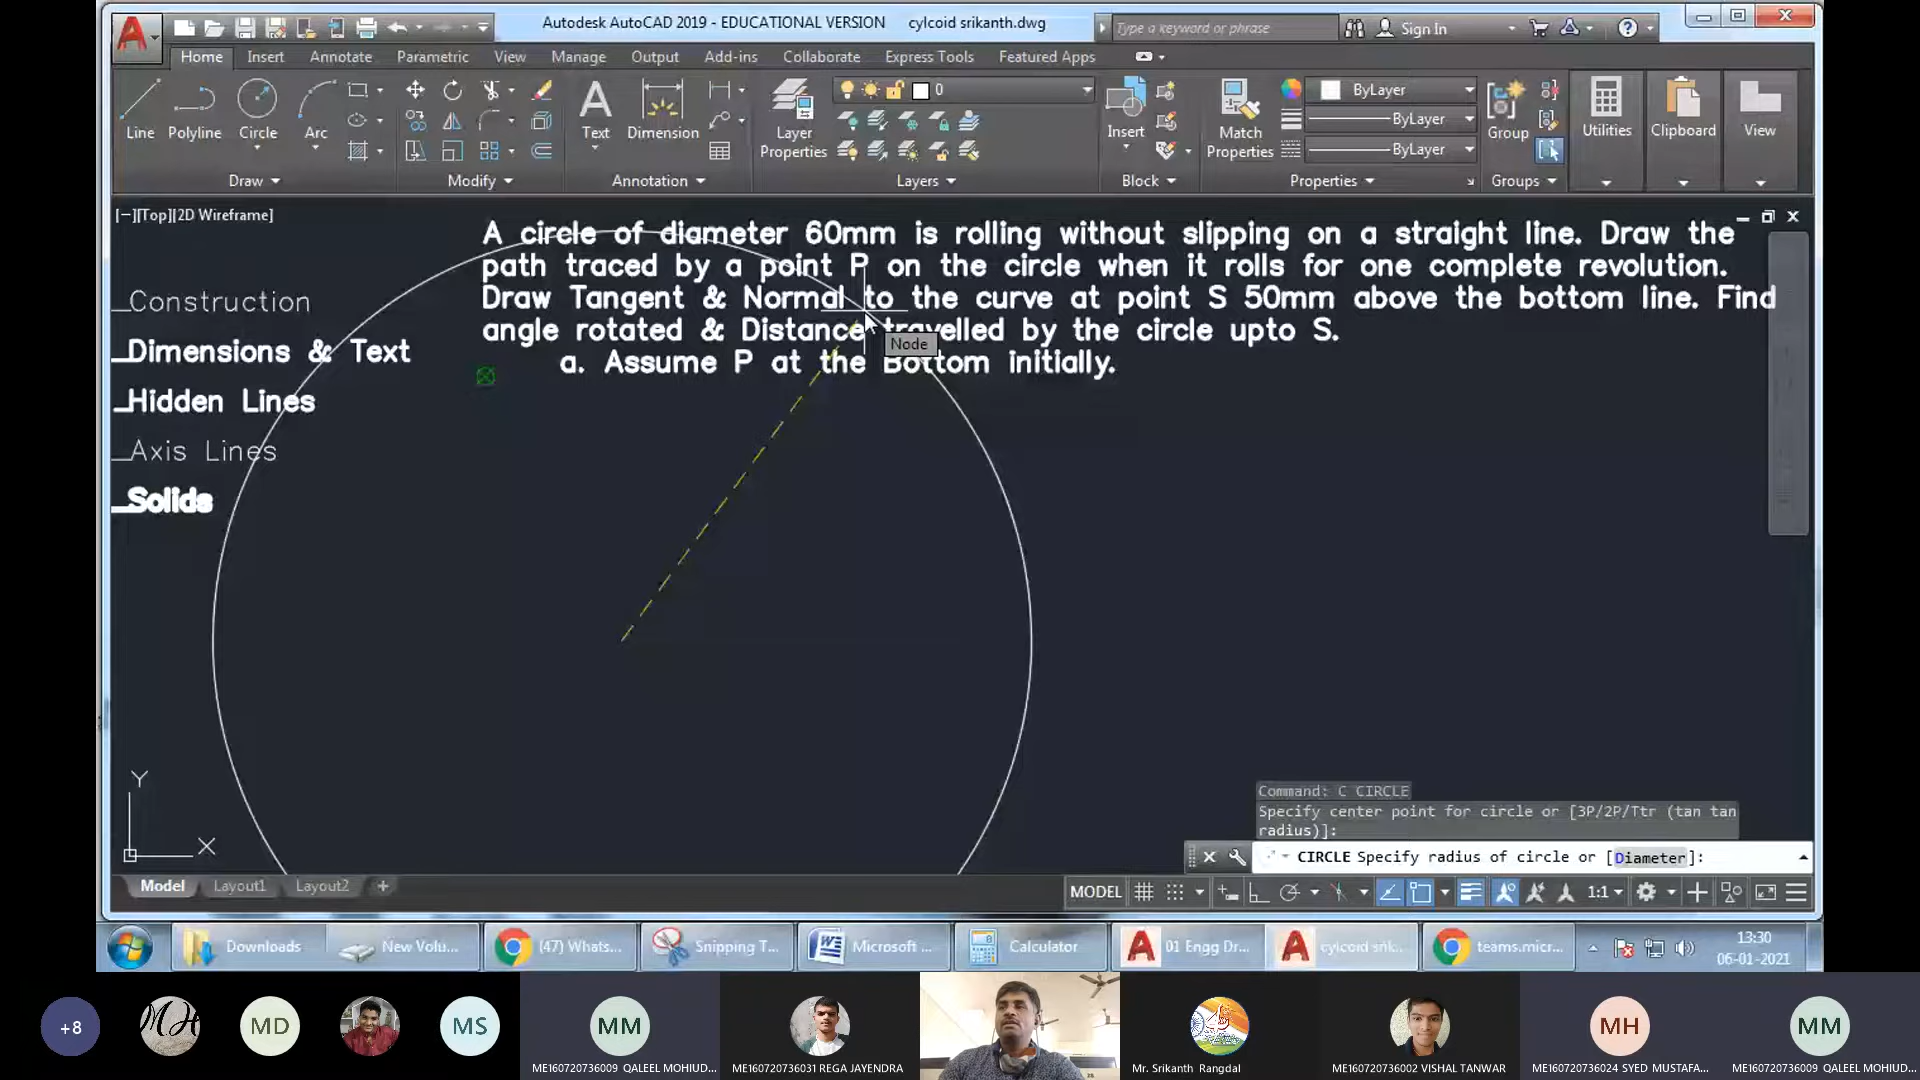 Autodesk AutoCAD 2019 - EDUCATIONAL VERSION cylcoid srikanth.dwg
Type a keyword or phrase
Sign In
Home Insert Annotate Parametric View Manage Output Add-ins Collaborate Express Tools Featured Apps
Line Polyline Circle Arc
Text Dimension
Layer Properties
0
Insert
Match Properties
ByLayer
ByLayer
ByLayer
Group
Utilities
Clipboard
View
Draw Modify Annotation Layers Block Properties Groups
[–][Top][2D Wireframe]
A circle of diameter 60mm is rolling without slipping on a straight line. Draw the
path traced by a point P on the circle when it rolls for one complete revolution.
Draw Tangent & Normal to the curve at point S 50mm above the bottom line. Find
angle rotated & Distance travelled by the circle upto S.
a. Assume P at the Bottom initially.
Node
Construction
Dimensions & Text
Hidden Lines
Axis Lines
Solids
Y
X
Command: C CIRCLE
Specify center point for circle or [3P/2P/Ttr (tan tan
radius)]:
CIRCLE Specify radius of circle or [Diameter]:
Model Layout1 Layout2 +
MODEL 1:1
Downloads New Volu... (47) Whats... Snipping T... Microsoft ... Calculator 01 Engg Dr... cylcoid srik... teams.micr...
13:30
06-01-2021
+8 MH MD MS MM MH MM
ME160720736009 QALEEL MOHIUD... ME160720736031 REGA JAYENDRA Mr. Srikanth Rangdal ME160720736002 VISHAL TANWAR ME160720736024 SYED MUSTAFA... ME160720736009 QALEEL MOHIUD...